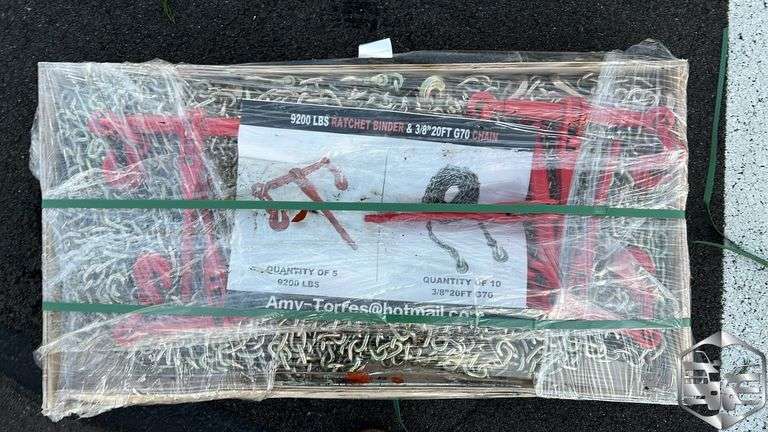 9200 LBS RATCHET BINDER & 3/8"20FT G70 CHAIN
QUANTITY OF 5
9200 LBS
QUANTITY OF 10
3/8"20FT G70
Amy-Torres@hotmail.com